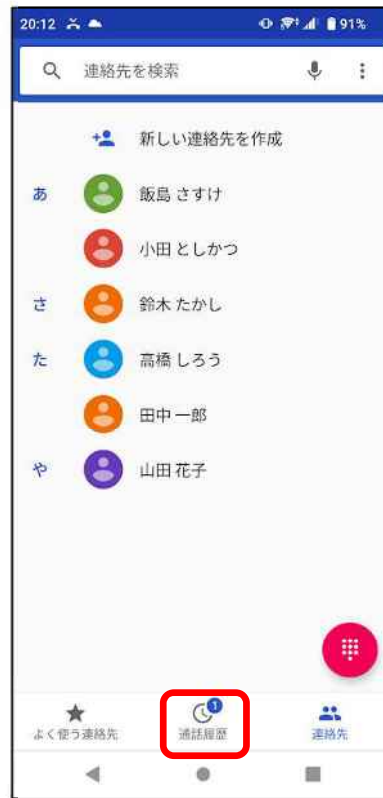 20:12 91%
連絡先を検索
新しい連絡先を作成
あ 飯島 さすけ
小田 としかつ
さ 鈴木 たかし
た 高橋 しろう
田中 一郎
や 山田 花子
1
よく使う連絡先 通話履歴 連絡先